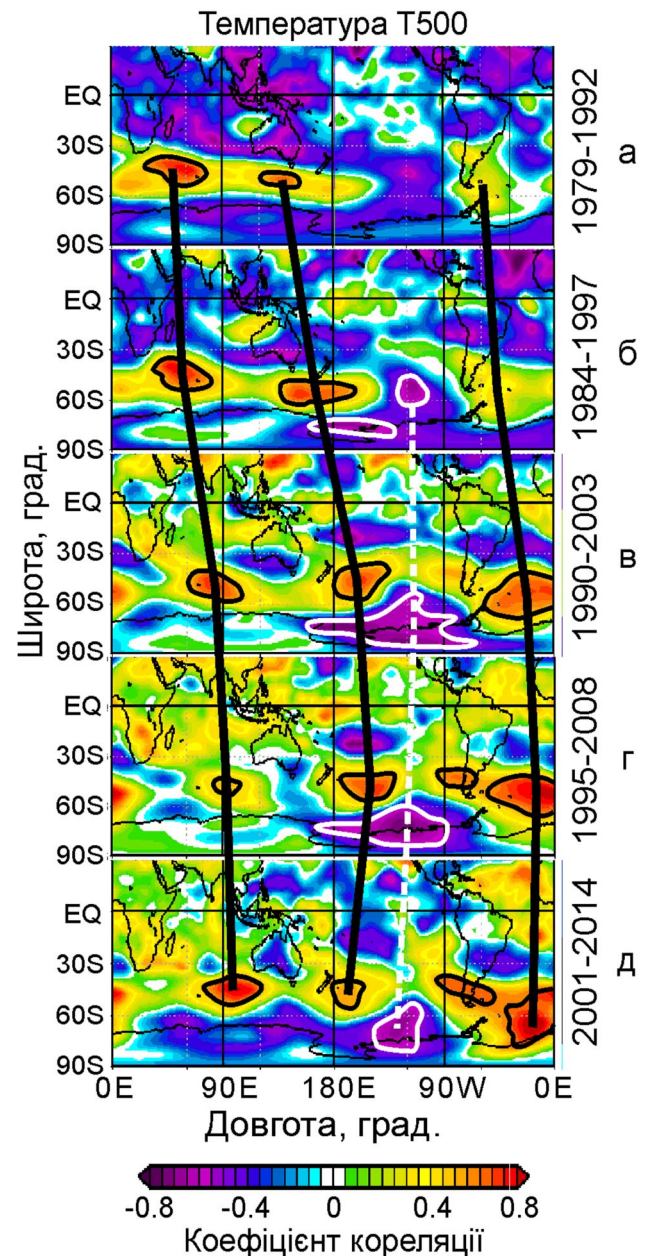 Температура T500
EQ
30S
60S
90S
1979-1992
а
EQ
30S
60S
90S
1984-1997
б
EQ
30S
60S
90S
1990-2003
в
EQ
30S
60S
90S
1995-2008
г
EQ
30S
60S
90S
2001-2014
д
Широта, град.
0E 90E 180E 90W 0E
Довгота, град.
-0.8 -0.4 0 0.4 0.8
Коефіцієнт кореляції